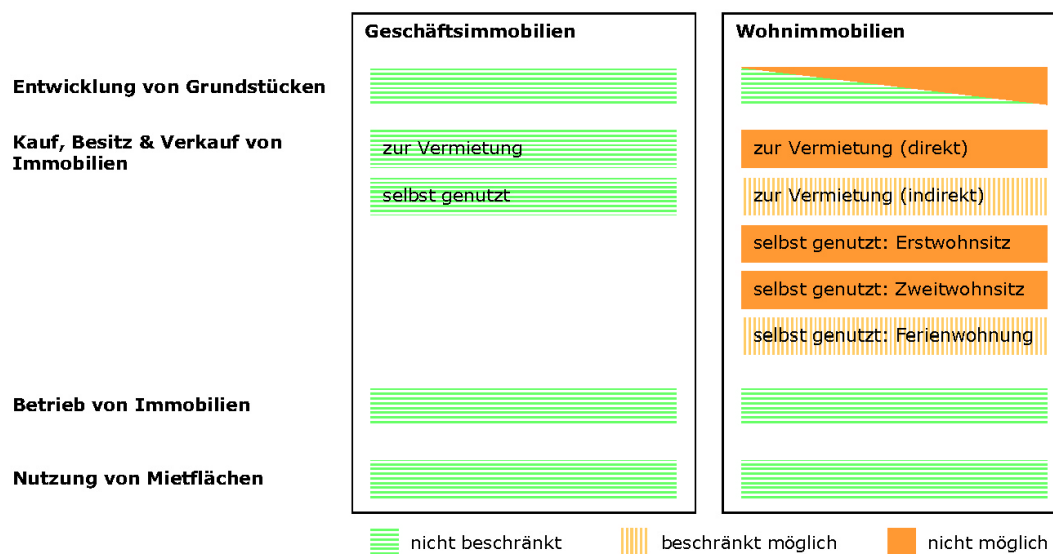 Geschäftsimmobilien
Wohnimmobilien
Entwicklung von Grundstücken
Kauf, Besitz & Verkauf von
Immobilien
zur Vermietung
zur Vermietung (direkt)
selbst genutzt
zur Vermietung (indirekt)
selbst genutzt: Erstwohnsitz
selbst genutzt: Zweitwohnsitz
selbst genutzt: Ferienwohnung
Betrieb von Immobilien
Nutzung von Mietflächen
nicht beschränkt
beschränkt möglich
nicht möglich